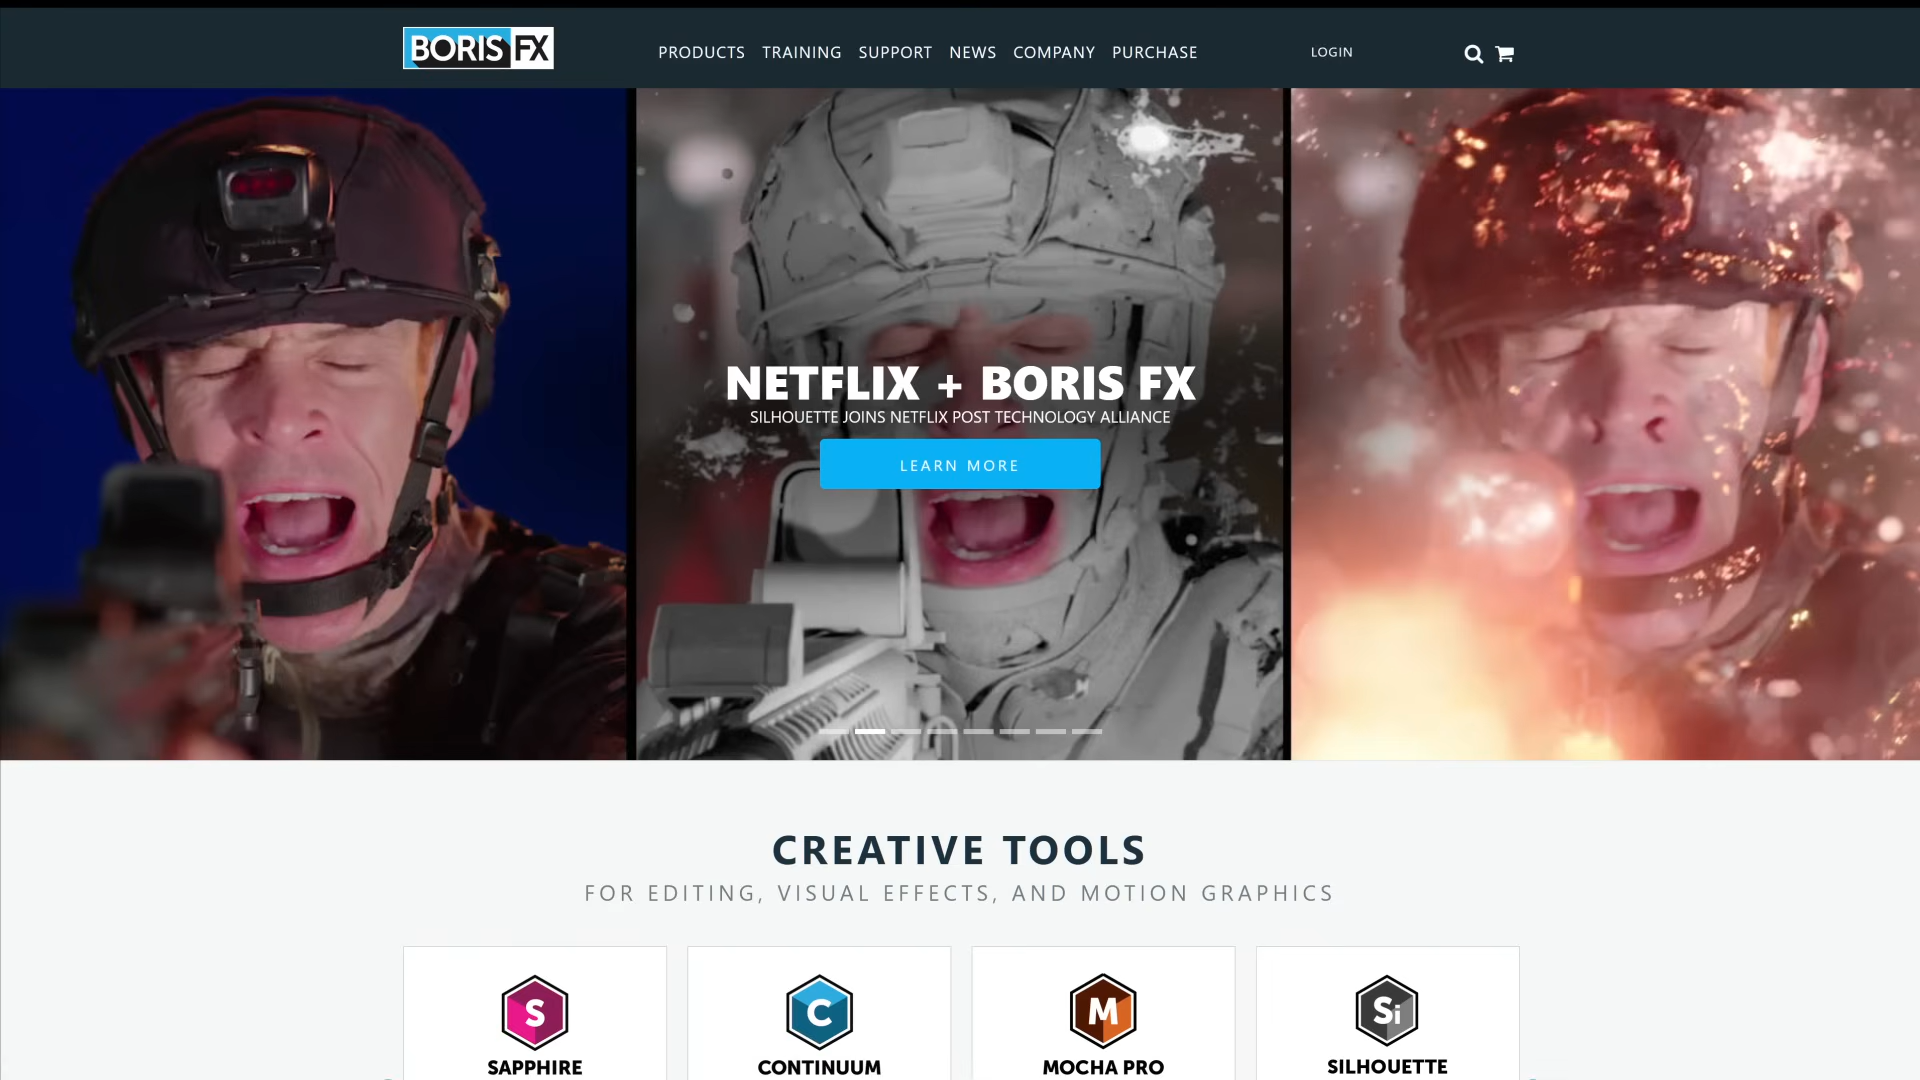 BORIS FX
PRODUCTS TRAINING SUPPORT NEWS COMPANY PURCHASE LOGIN
NETFLIX + BORIS FX
SILHOUETTE JOINS NETFLIX POST TECHNOLOGY ALLIANCE
LEARN MORE
CREATIVE TOOLS
FOR EDITING, VISUAL EFFECTS, AND MOTION GRAPHICS
S C M Si
SAPPHIRE CONTINUUM MOCHA PRO SILHOUETTE